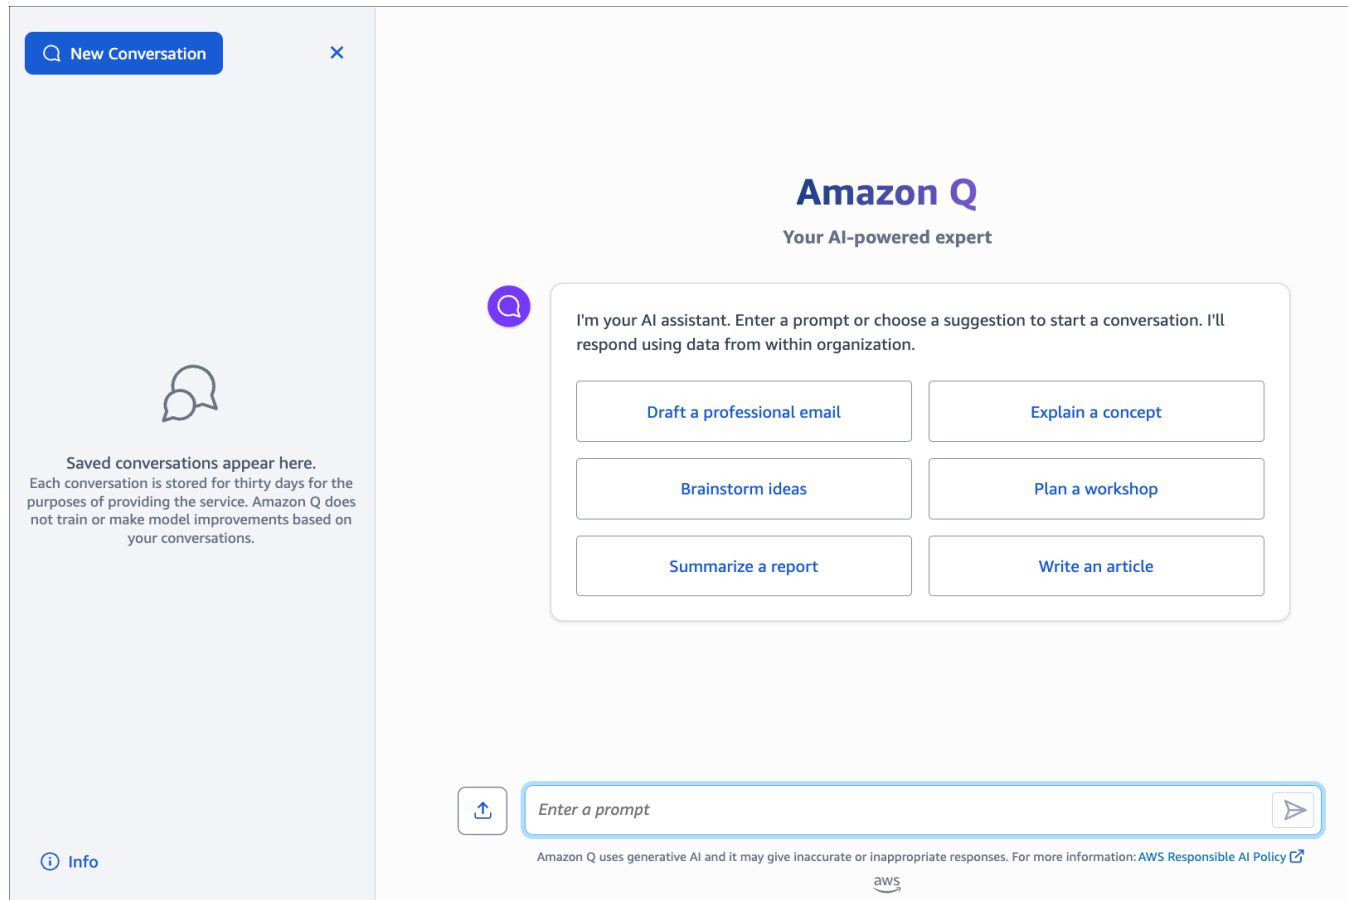 New Conversation
Saved conversations appear here.
Each conversation is stored for thirty days for the
purposes of providing the service. Amazon Q does
not train or make model improvements based on
your conversations.
Info
Amazon Q
Your AI-powered expert
I'm your AI assistant. Enter a prompt or choose a suggestion to start a conversation. I'll
respond using data from within organization.
Draft a professional email
Explain a concept
Brainstorm ideas
Plan a workshop
Summarize a report
Write an article
Enter a prompt
Amazon Q uses generative AI and it may give inaccurate or inappropriate responses. For more information: AWS Responsible AI Policy
aws